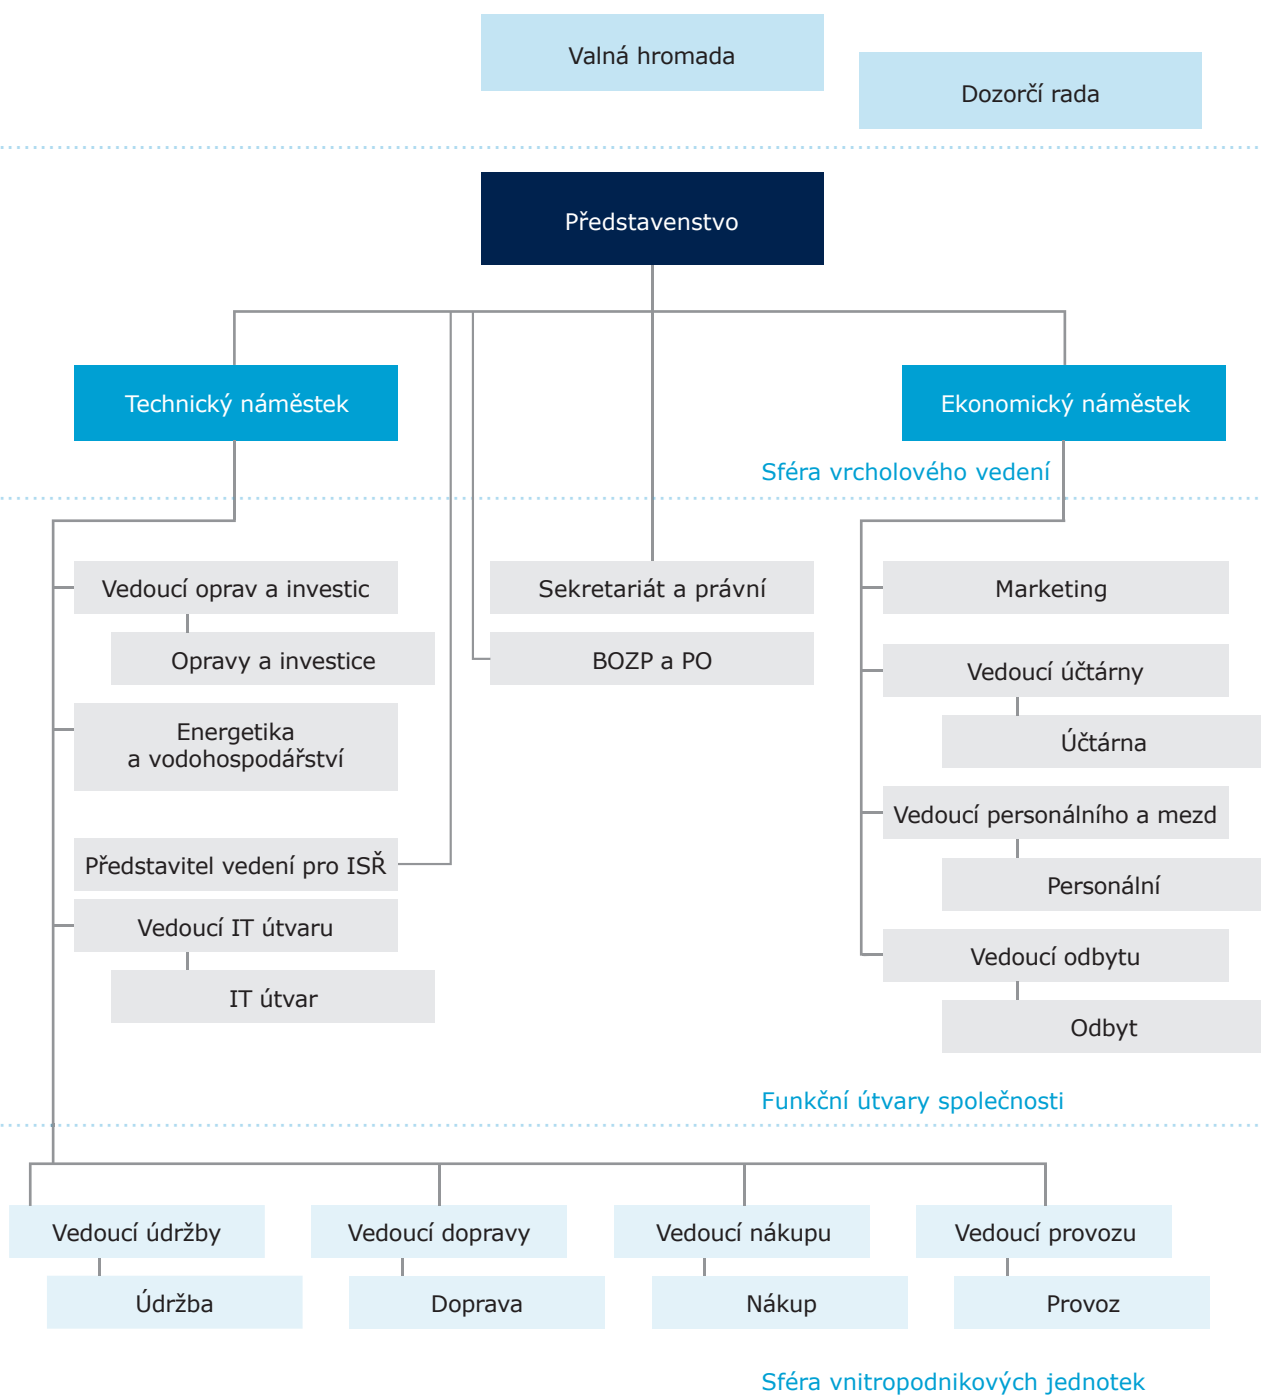 Valná hromada
Dozorčí rada
Představenstvo
Technický náměstek
Ekonomický náměstek
Sféra vrcholového vedení
Vedoucí oprav a investic
Opravy a investice
Energetika
a vodohospodářství
Představitel vedení pro ISŘ
Vedoucí IT útvaru
IT útvar
Sekretariát a právní
BOZP a PO
Marketing
Vedoucí účtárny
Účtárna
Vedoucí personálního a mezd
Personální
Vedoucí odbytu
Odbyt
Funkční útvary společnosti
Vedoucí údržby
Údržba
Vedoucí dopravy
Doprava
Vedoucí nákupu
Nákup
Vedoucí provozu
Provoz
Sféra vnitropodnikových jednotek